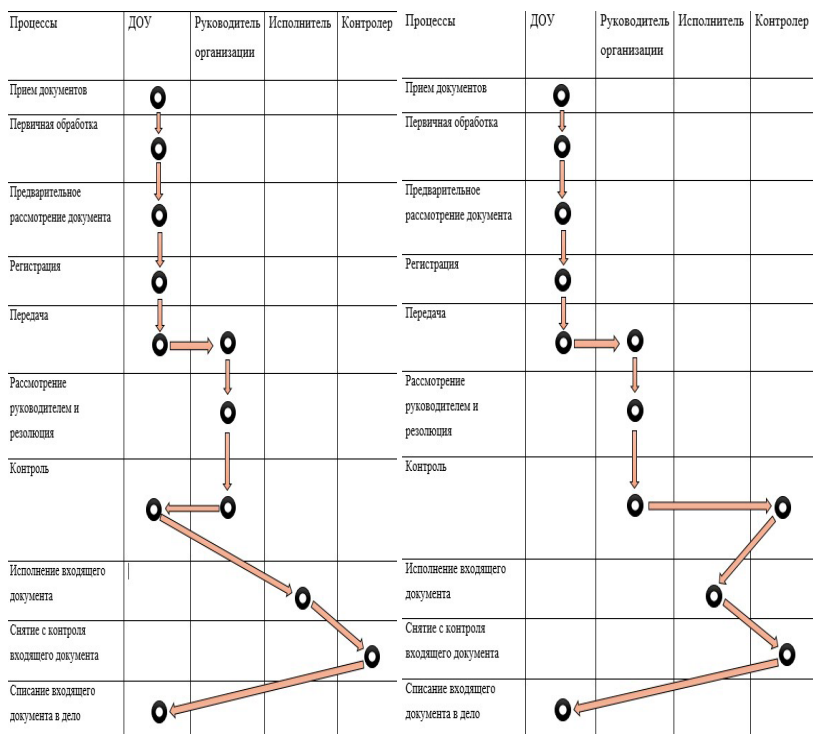 Процессы ДОУ Руководитель Исполнитель Контролер
организации
Прием документов
Первичная обработка
Предварительное
рассмотрение документа
Регистрация
Передача
Рассмотрение
руководителем и
резолюция
Контроль
Исполнение входящего
документа
Снятие с контроля
входящего документа
Списание входящего
документа в дело
Процессы ДОУ Руководитель Исполнитель Контролер
организации
Прием документов
Первичная обработка
Предварительное
рассмотрение документа
Регистрация
Передача
Рассмотрение
руководителем и
резолюция
Контроль
Исполнение входящего
документа
Снятие с контроля
входящего документа
Списание входящего
документа в дело